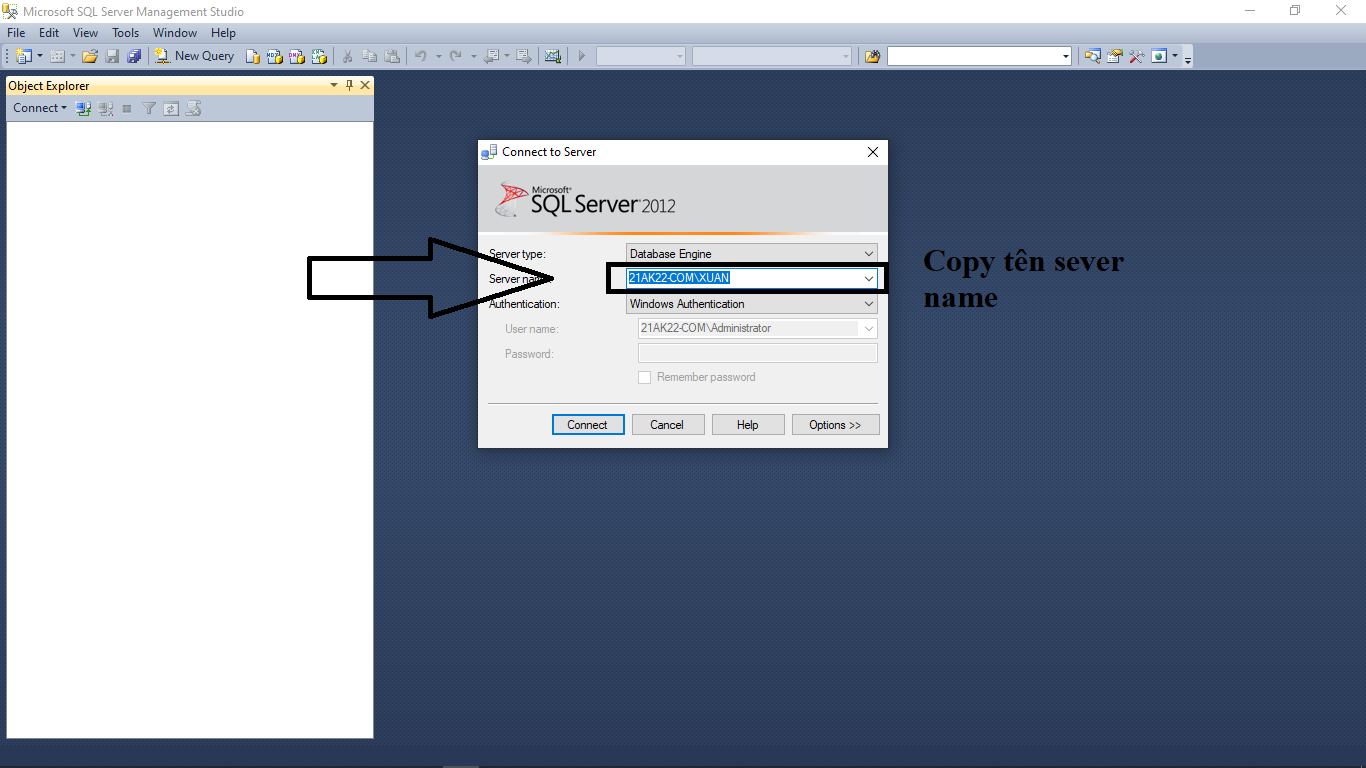 Microsoft SQL Server Management Studio
File Edit View Tools Window Help
New Query
Object Explorer
Connect
Connect to Server
Microsoft®
SQL Server® 2012
Server type: Database Engine
Server name: 21AK22-COM\XUAN
Authentication: Windows Authentication
User name: 21AK22-COM\Administrator
Password:
Remember password
Connect Cancel Help Options >>
Copy tên sever
name